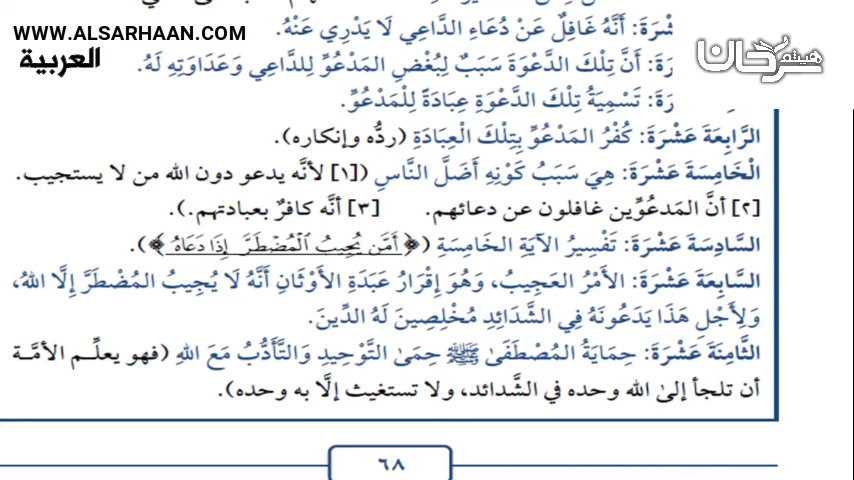 WWW.ALSARHAAN.COM
العربية
هيثم سرحان
شْرَةَ: أَنَّهُ غَافِلٌ عَنْ دُعَاءِ الدَّاعِي لَا يَدْرِي عَنْهُ.
رَةَ: أَنَّ تِلْكَ الدَّعْوَةَ سَبَبٌ لِبُغْضِ المَدْعُوِّ لِلدَّاعِي وَعَدَاوَتِهِ لَهُ.
رَةَ: تَسْمِيَةُ تِلْكَ الدَّعْوَةِ عِبَادَةً لِلْمَدْعُوِّ.
الرَّابِعَةَ عَشْرَةَ: كُفْرُ المَدْعُوِّ بِتِلْكَ الْعِبَادَةِ (ردُّه وإنكاره).
الْخَامِسَةَ عَشْرَةَ: هِيَ سَبَبُ كَوْنِهِ أَضَلَّ النَّاسِ ([١] لأنَّه يدعو دون الله من لا يستجيب.
[٢] أنَّ المَدعُوِّين غافلون عن دعائهم. [٣] أنَّه كافرٌ بعبادتهم.).
السَّادِسَةَ عَشْرَةَ: تَفْسِيرُ الآيَةِ الخَامِسَةِ (﴿أَمَّن يُجِيبُ ٱلْمُضْطَرَّ إِذَا دَعَاهُ﴾).
السَّابِعَةَ عَشْرَةَ: الأَمْرُ العَجِيبُ، وَهُوَ إِقْرَارُ عَبَدَةِ الأَوْثَانِ أَنَّهُ لَا يُجِيبُ المُضْطَرَّ إِلَّا اللهُ،
وَلِأَجْلِ هَذَا يَدْعُونَهُ فِي الشَّدَائِدِ مُخْلِصِينَ لَهُ الدِّينَ.
الثَّامِنَةَ عَشْرَةَ: حِمَايَةُ المُصْطَفَى ﷺ حِمَى التَّوْحِيدِ وَالتَّأَدُّبُ مَعَ اللهِ (فهو يعلِّم الأمَّة
أن تلجأ إلى الله وحده في الشَّدائد، ولا تستغيث إلَّا به وحده).
٦٨